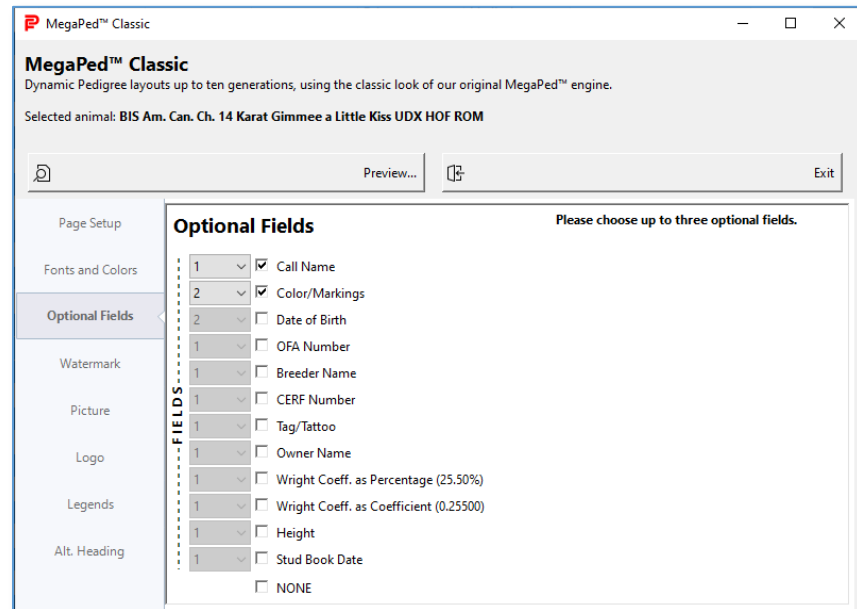 MegaPed™ Classic
MegaPed™ Classic
Dynamic Pedigree layouts up to ten generations, using the classic look of our original MegaPed™ engine.
Selected animal: BIS Am. Can. Ch. 14 Karat Gimmee a Little Kiss UDX HOF ROM
Preview... Exit
Page Setup
Fonts and Colors
Optional Fields
Watermark
Picture
Logo
Legends
Alt. Heading
Optional Fields Please choose up to three optional fields.
FIELDS
1 Call Name
2 Color/Markings
2 Date of Birth
1 OFA Number
1 Breeder Name
1 CERF Number
1 Tag/Tattoo
1 Owner Name
1 Wright Coeff. as Percentage (25.50%)
1 Wright Coeff. as Coefficient (0.25500)
1 Height
1 Stud Book Date
NONE